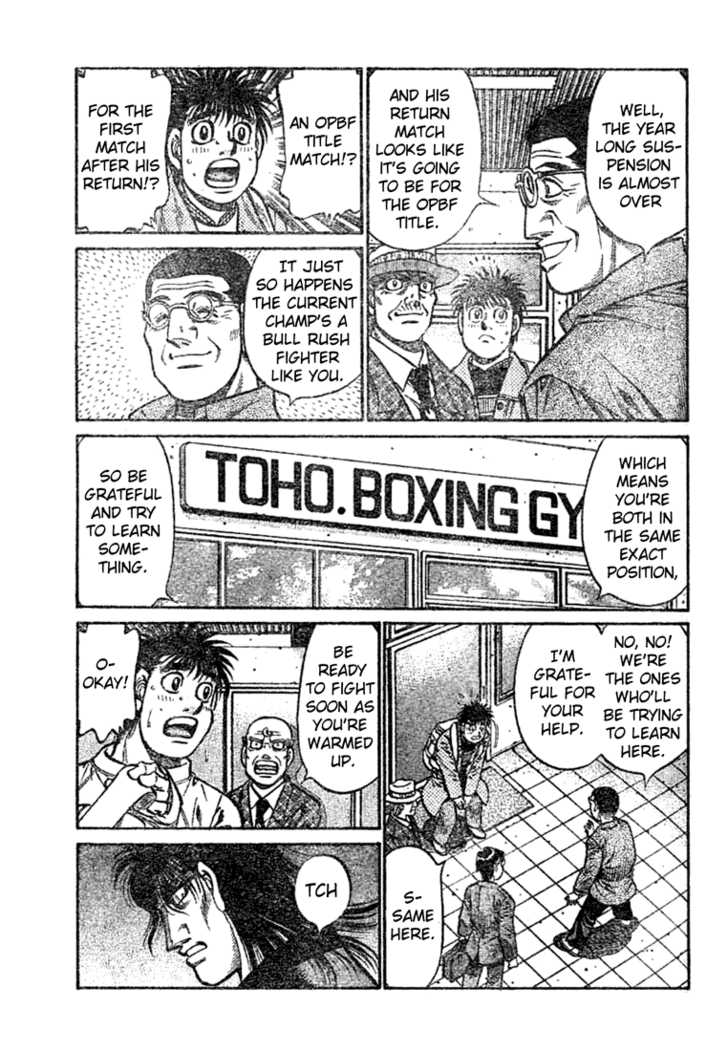 WELL,
THE YEAR
LONG SUS-
PENSION
IS ALMOST
OVER
AND HIS
RETURN
MATCH
LOOKS LIKE
IT'S GOING
TO BE FOR
THE OPBF
TITLE.
AN OPBF
TITLE
MATCH!?
FOR THE
FIRST
MATCH
AFTER HIS
RETURN!?
IT JUST
SO HAPPENS
THE CURRENT
CHAMP'S A
BULL RUSH
FIGHTER
LIKE YOU.
WHICH
MEANS
YOU'RE
BOTH IN
THE SAME
EXACT
POSITION,
TOHO.BOXING GY
SO BE
GRATEFUL
AND TRY
TO LEARN
SOME-
THING.
NO, NO!
WE'RE
THE ONES
WHO'LL
BE TRYING
TO LEARN
HERE.
I'M
GRATE-
FUL FOR
YOUR
HELP.
S-
SAME
HERE.
BE
READY
TO FIGHT
SOON AS
YOU'RE
WARMED
UP.
O-
OKAY!
TCH